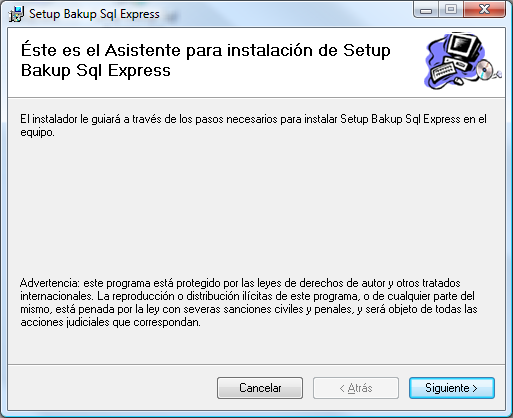 Setup Bakup Sql Express
Éste es el Asistente para instalación de Setup
Bakup Sql Express
El instalador le guiará a través de los pasos necesarios para instalar Setup Bakup Sql Express en el
equipo.
Advertencia: este programa está protegido por las leyes de derechos de autor y otros tratados
internacionales. La reproducción o distribución ilícitas de este programa, o de cualquier parte del
mismo, está penada por la ley con severas sanciones civiles y penales, y será objeto de todas las
acciones judiciales que correspondan.
Cancelar
< Atrás
Siguiente >